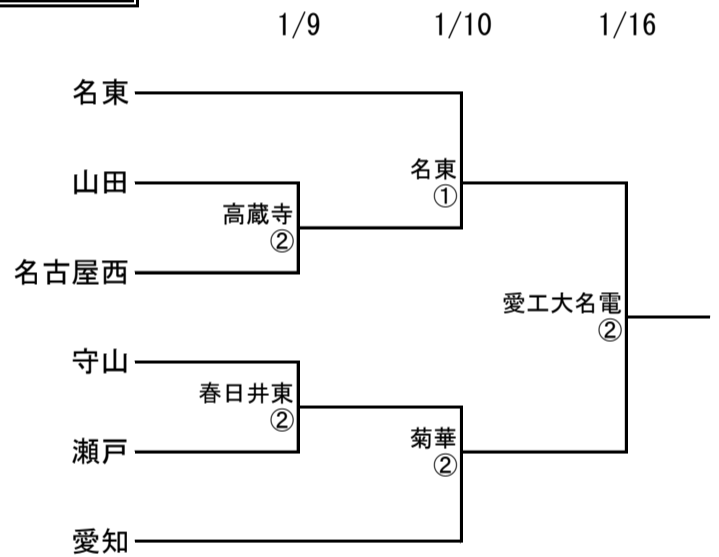 1/9 1/10 1/16
名東
名東
①
山田
高蔵寺
②
名古屋西
愛工大名電
②
守山
春日井東
②
菊華
②
瀬戸
愛知